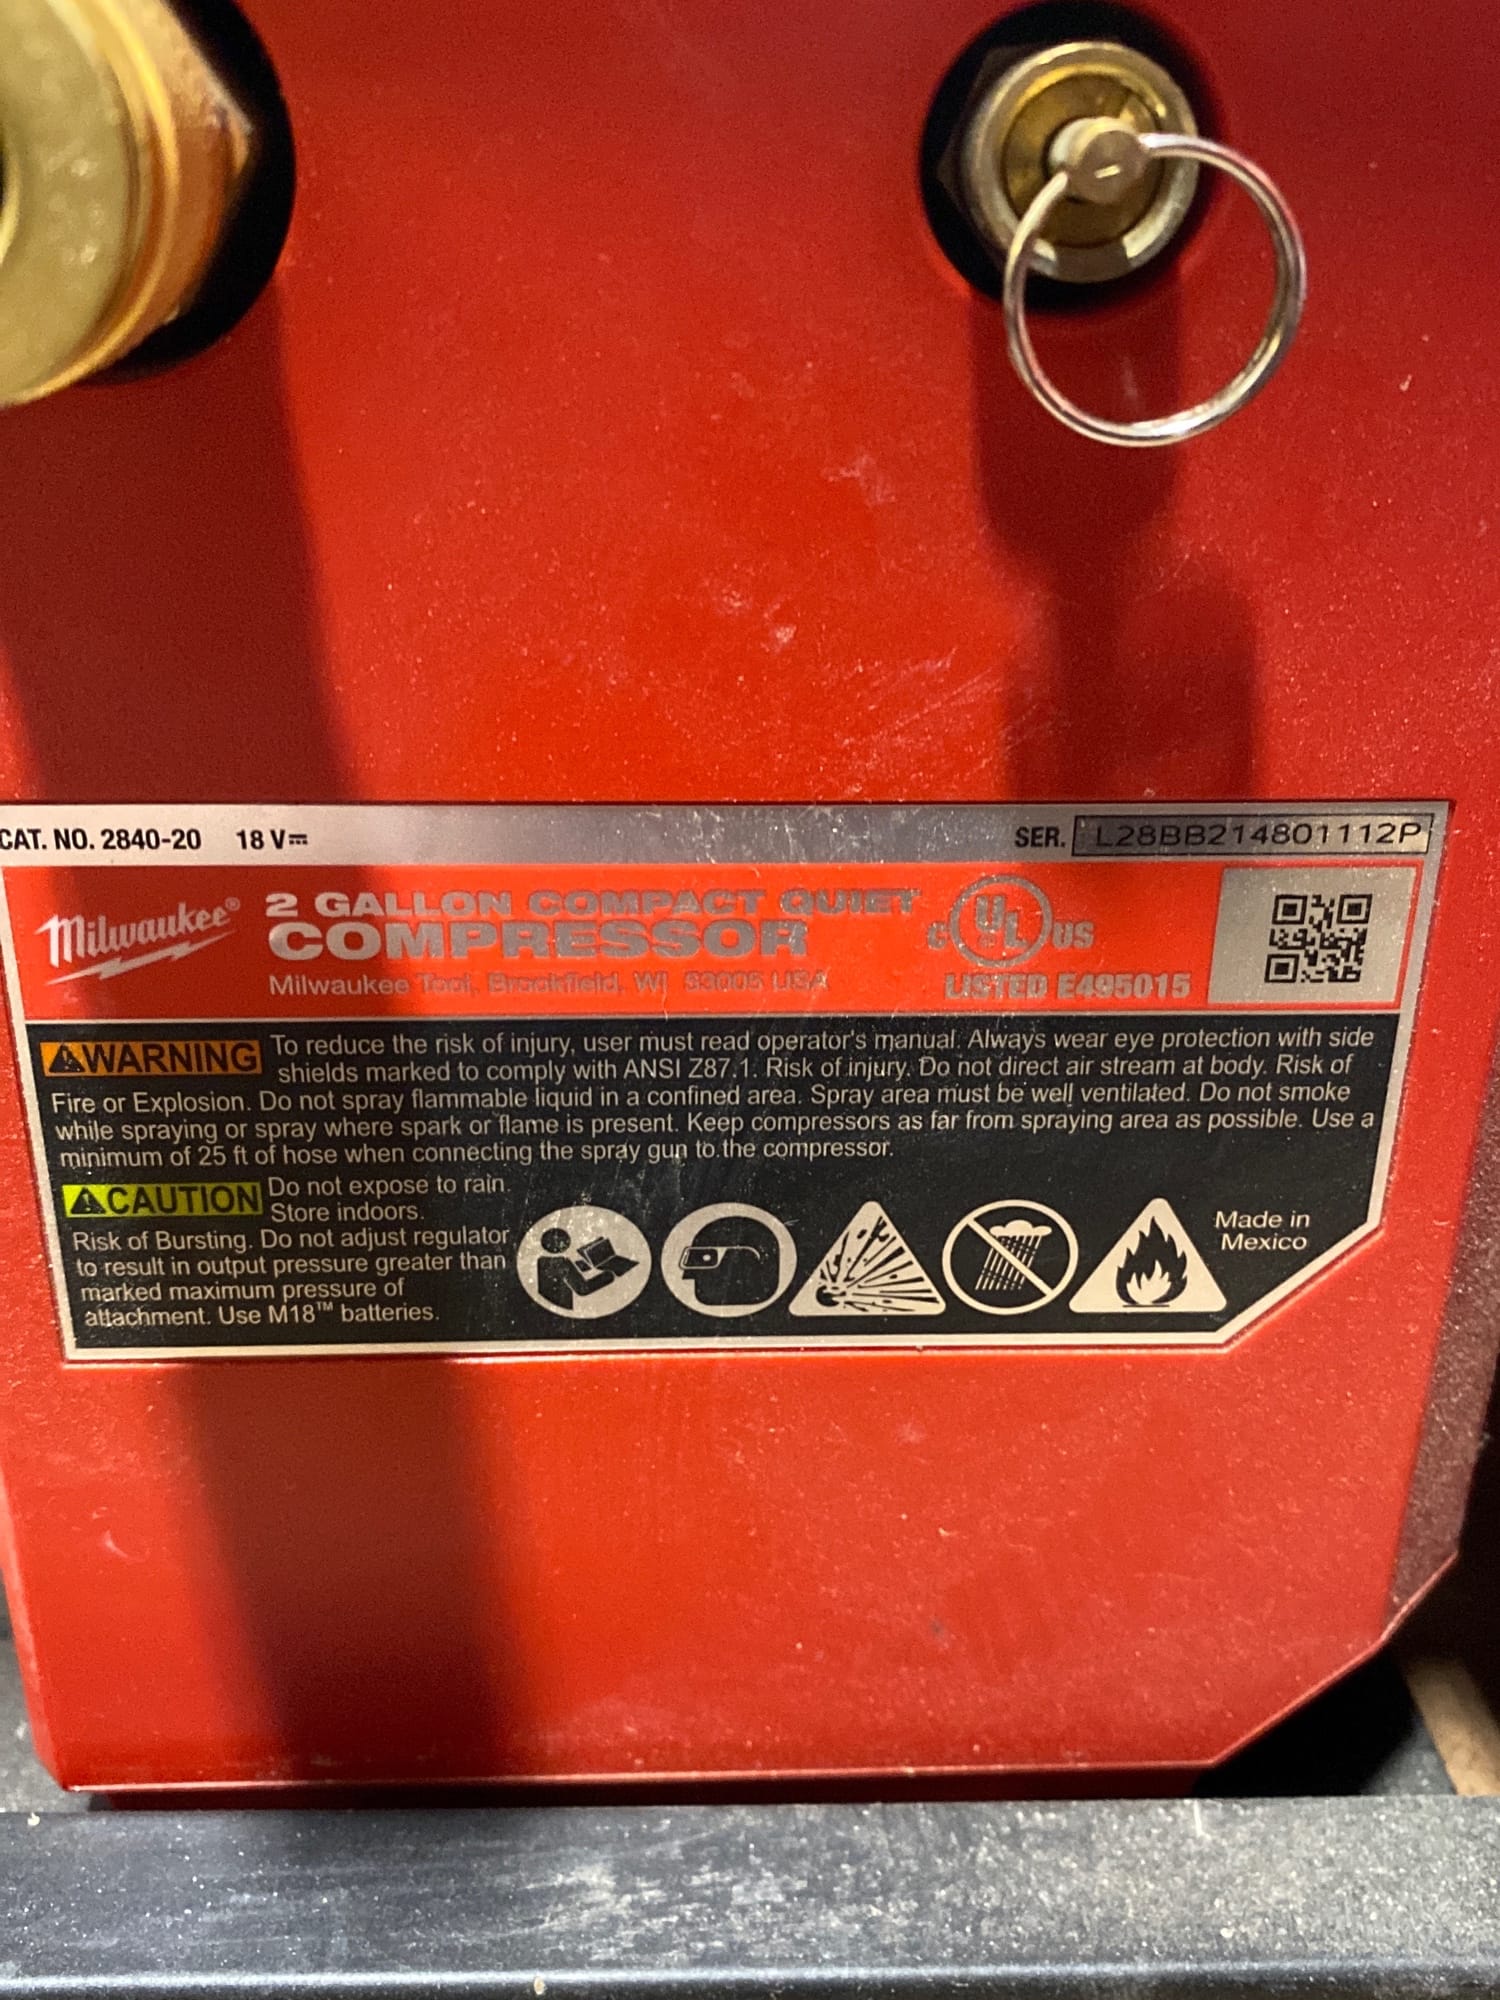 CAT. NO. 2840-20 18 V⎓ SER. L28BB214801112P
Milwaukee® 2 GALLON COMPACT QUIET
COMPRESSOR
Milwaukee Tool, Brookfield, WI 53005 USA
C UL US
LISTED E495015
⚠WARNING To reduce the risk of injury, user must read operator's manual. Always wear eye protection with side
shields marked to comply with ANSI Z87.1. Risk of injury. Do not direct air stream at body. Risk of
Fire or Explosion. Do not spray flammable liquid in a confined area. Spray area must be well ventilated. Do not smoke
while spraying or spray where spark or flame is present. Keep compressors as far from spraying area as possible. Use a
minimum of 25 ft of hose when connecting the spray gun to the compressor.
⚠CAUTION Do not expose to rain.
Store indoors.
Risk of Bursting. Do not adjust regulator
to result in output pressure greater than
marked maximum pressure of
attachment. Use M18™ batteries.
Made in
Mexico